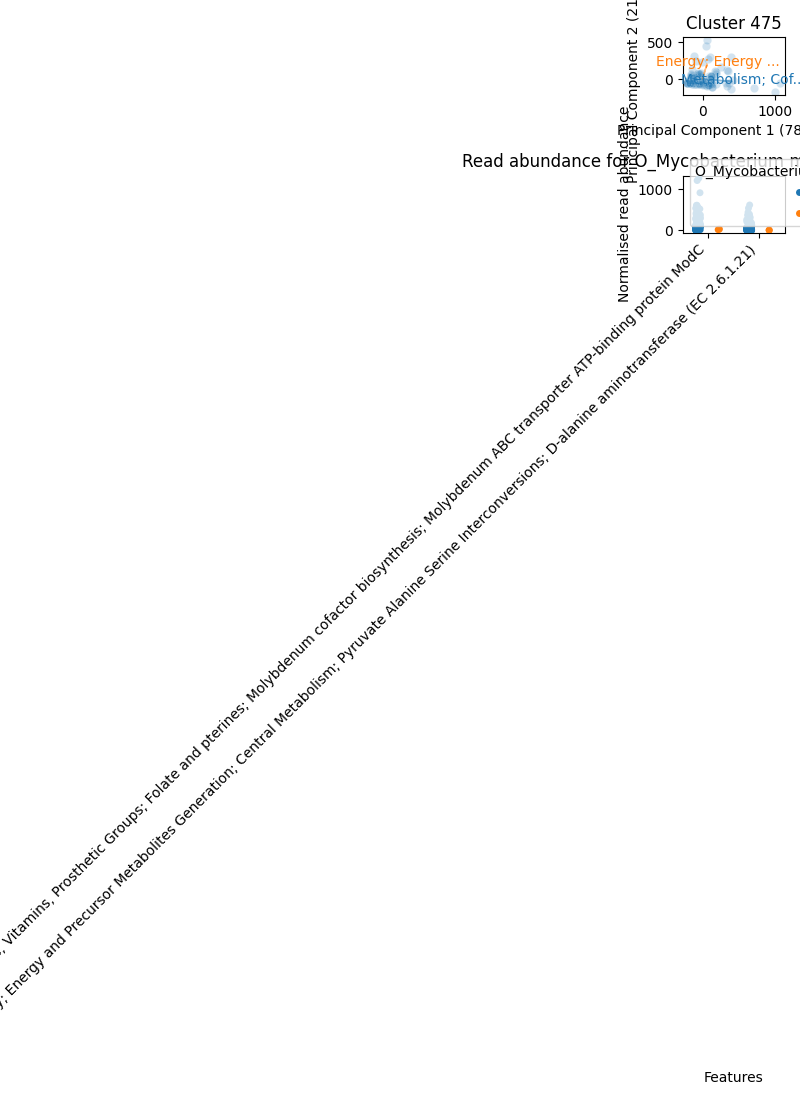 Cluster 475
Principal Component 2 (21
500
0
Energy; Energy ...
Metabolism; Cof...
0
1000
Principal Component 1 (78
Read abundance for O_Mycobacterium m
Normalised read abundance
1000
0
O_Mycobacteriu
, Vitamins, Prosthetic Groups; Folate and pterines; Molybdenum cofactor biosynthesis; Molybdenum ABC transporter ATP-binding protein ModC
; Energy and Precursor Metabolites Generation; Central Metabolism; Pyruvate Alanine Serine Interconversions; D-alanine aminotransferase (EC 2.6.1.21)
Features